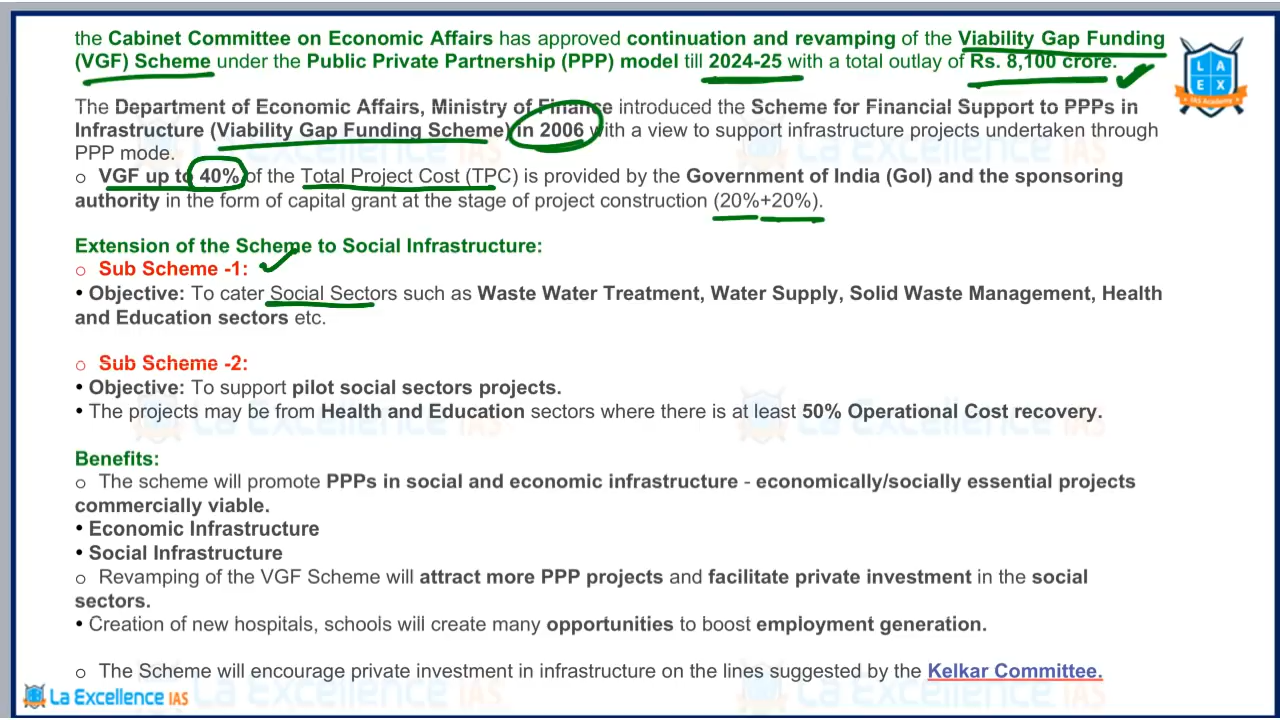 the Cabinet Committee on Economic Affairs has approved continuation and revamping of the Viability Gap Funding
(VGF) Scheme under the Public Private Partnership (PPP) model till 2024-25 with a total outlay of Rs. 8,100 crore.
L A
E X
IAS Academy
The Department of Economic Affairs, Ministry of Finance introduced the Scheme for Financial Support to PPPs in
Infrastructure (Viability Gap Funding Scheme) in 2006 with a view to support infrastructure projects undertaken through
PPP mode.
o VGF up to 40% of the Total Project Cost (TPC) is provided by the Government of India (GoI) and the sponsoring
authority in the form of capital grant at the stage of project construction (20%+20%).
Extension of the Scheme to Social Infrastructure:
o Sub Scheme -1:
• Objective: To cater Social Sectors such as Waste Water Treatment, Water Supply, Solid Waste Management, Health
and Education sectors etc.
o Sub Scheme -2:
• Objective: To support pilot social sectors projects.
• The projects may be from Health and Education sectors where there is at least 50% Operational Cost recovery.
Benefits:
o The scheme will promote PPPs in social and economic infrastructure - economically/socially essential projects
commercially viable.
• Economic Infrastructure
• Social Infrastructure
o Revamping of the VGF Scheme will attract more PPP projects and facilitate private investment in the social
sectors.
• Creation of new hospitals, schools will create many opportunities to boost employment generation.
o The Scheme will encourage private investment in infrastructure on the lines suggested by the Kelkar Committee.
La Excellence IAS